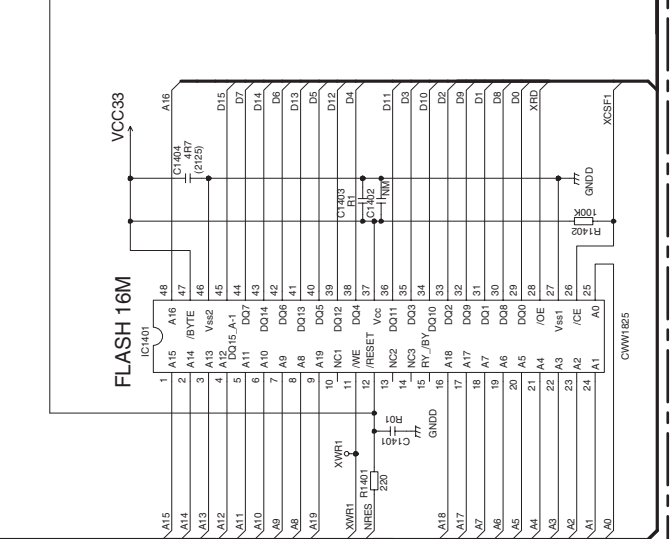 VCC33
C1404
4R7
(2125)
C1403
R1
C1402
NM
GNDD
100K
R1402
A16
D15
D7
D14
D6
D13
D5
D12
D4
D11
D3
D10
D2
D9
D1
D8
D0
XRD
XCSF1
48
47
46
45
44
43
42
41
40
39
38
37
36
35
34
33
32
31
30
29
28
27
26
25
FLASH 16M
IC1401
A16
/BYTE
Vss2
DQ15_A-1
DQ7
DQ14
DQ6
DQ13
DQ5
DQ12
DQ4
Vcc
DQ11
DQ3
DQ10
DQ2
DQ9
DQ1
DQ8
DQ0
/OE
Vss1
/CE
A0
A15
A14
A13
A12
A11
A10
A9
A8
A19
NC1
/WE
/RESET
NC2
NC3
RY_/BY
A18
A17
A7
A6
A5
A4
A3
A2
A1
CWW1825
1
2
3
4
5
6
7
8
9
10
11
12
13
14
15
16
17
18
19
20
21
22
23
24
R01
C1401
GNDD
XWR1
R1401
220
A15
A14
A13
A12
A11
A10
A9
A8
A19
XWR1
NRES
A18
A17
A7
A6
A5
A4
A3
A2
A1
A0